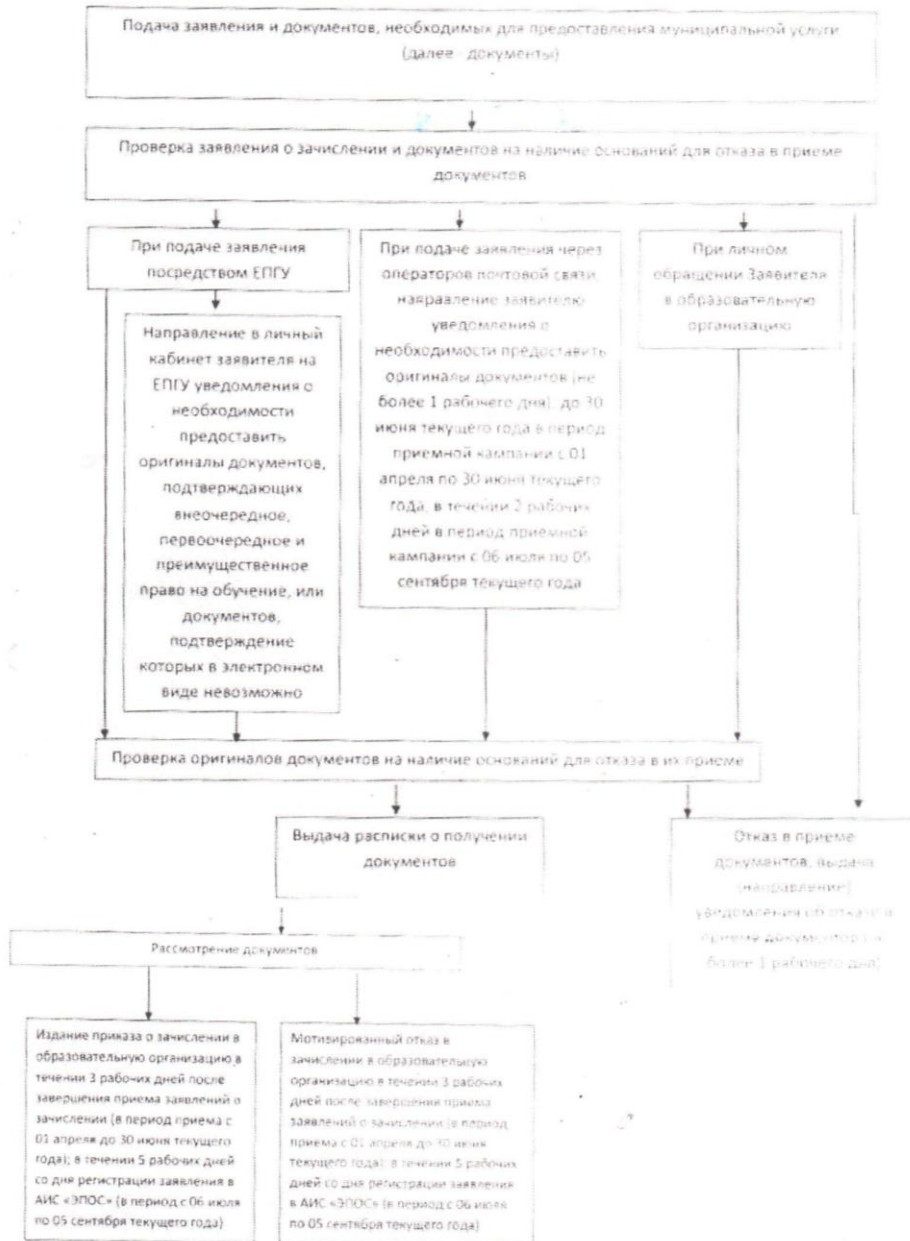 Подача заявления и документов, необходимых для предоставления муниципальной услуги
(далее - документы)
Проверка заявления о зачислении и документов на наличие оснований для отказа в приеме
документов
При подаче заявления
посредством ЕПГУ
Направление в личный
кабинет заявителя на
ЕПГУ уведомления о
необходимости
предоставить
оригиналы документов,
подтверждающих
внеочередное,
первоочередное и
преимущественное
право на обучение, или
документов,
подтверждение
которых в электронном
виде невозможно
При подаче заявления через
операторов почтовой связи
направление заявителю
уведомления о
необходимости предоставить
оригиналы документов (не
более 1 рабочего дня), до 30
июня текущего года в период
приемной кампании с 01
апреля по 30 июня текущего
года, в течении 2 рабочих
дней в период приемной
кампании с 06 июля по 05
сентября текущего года
При личном
обращении Заявителя
в образовательную
организацию
Проверка оригиналов документов на наличие оснований для отказа в их приеме
Выдача расписки о получении
документов
Отказ в приеме
документов, выдача
(направление)
уведомления об отказе в
приеме документов
более 1 рабочего дня)
Рассмотрение документов
Издание приказа о зачислении в
образовательную организацию в
течении 3 рабочих дней после
завершения приема заявлений о
зачислении (в период приема с
01 апреля до 30 июня текущего
года); в течении 5 рабочих дней
со дня регистрации заявления в
АИС «ЭПОС» (в период с 06 июля
по 05 сентября текущего года)
Мотивированный отказ в
зачислении в образовательную
организацию в течении 3 рабочих
дней после завершения приема
заявлений о зачислении (в период
приема с 01 апреля до 30 июня
текущего года); в течении 5 рабочих
дней со дня регистрации заявления
в АИС «ЭПОС» (в период с 06 июля
по 05 сентября текущего года)